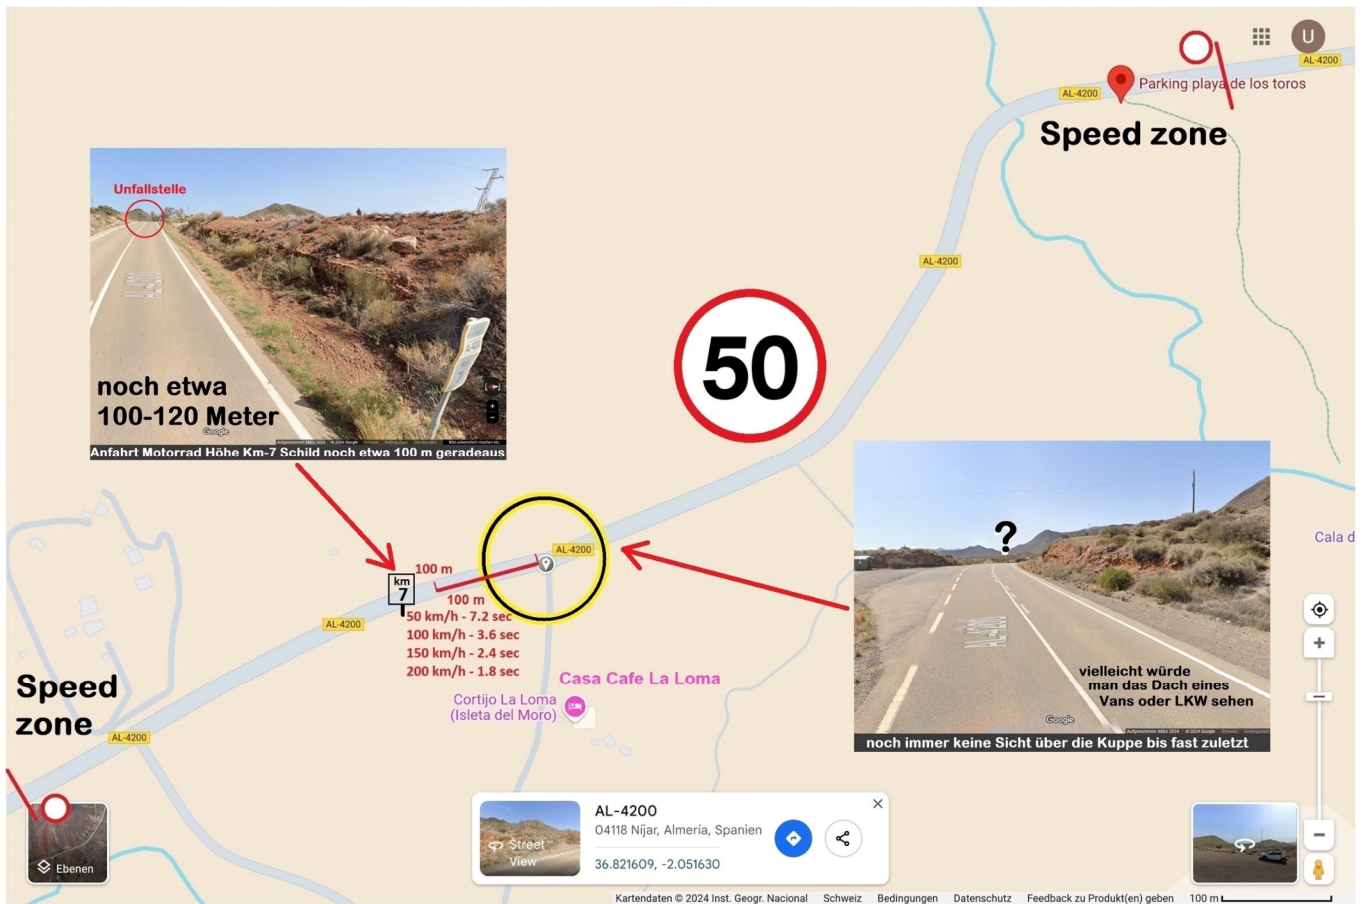 U
AL-4200
Parking playa de los toros
AL-4200
Speed zone
Unfallstelle
AL-4200
noch etwa
100-120 Meter
Google
Anfahrt Motorrad Höhe Km-7 Schild noch etwa 100 m geradeaus
AL-4200
50
?
AL-4200
vielleicht würde
man das Dach eines
Vans oder LKW sehen
Google
noch immer keine Sicht über die Kuppe bis fast zuletzt
Cala d
AL-4200
100 m
km
7
100 m
50 km/h - 7.2 sec
100 km/h - 3.6 sec
150 km/h - 2.4 sec
200 km/h - 1.8 sec
AL-4200
Speed
zone
Casa Cafe La Loma
Cortijo La Loma
(Isleta del Moro)
AL-4200
Ebenen
Street
View
AL-4200
04118 Níjar, Almería, Spanien
36.821609, -2.051630
Kartendaten © 2024 Inst. Geogr. Nacional Schweiz Bedingungen Datenschutz Feedback zu Produkt(en) geben 100 m